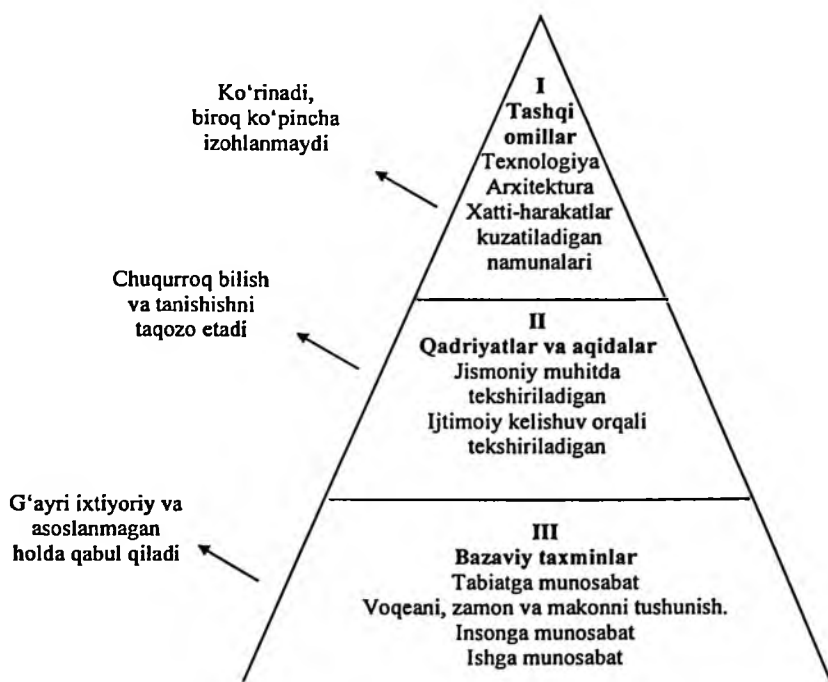 Ko‘rinadi,
biroq ko‘pincha
izohlanmaydi
I
Tashqi
omillar
Texnologiya
Arxitektura
Xatti-harakatlar
kuzatiladigan
namunalari
Chuqurroq bilish
va tanishishni
taqozo etadi
II
Qadriyatlar va aqidalar
Jismoniy muhitda
tekshiriladigan
Ijtimoiy kelishuv orqali
tekshiriladigan
G‘ayri ixtiyoriy va
asoslanmagan
holda qabul qiladi
III
Bazaviy taxminlar
Tabiatga munosabat
Voqeani, zamon va makonni tushunish.
Insonga munosabat
Ishga munosabat